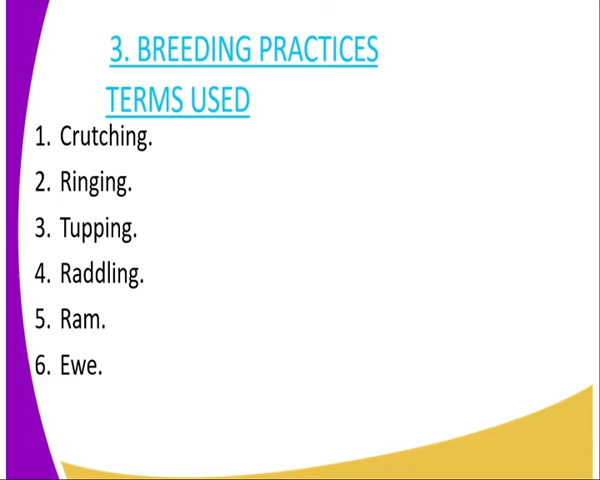 3. BREEDING PRACTICES
TERMS USED
1. Crutching.
2. Ringing.
3. Tupping.
4. Raddling.
5. Ram.
6. Ewe.